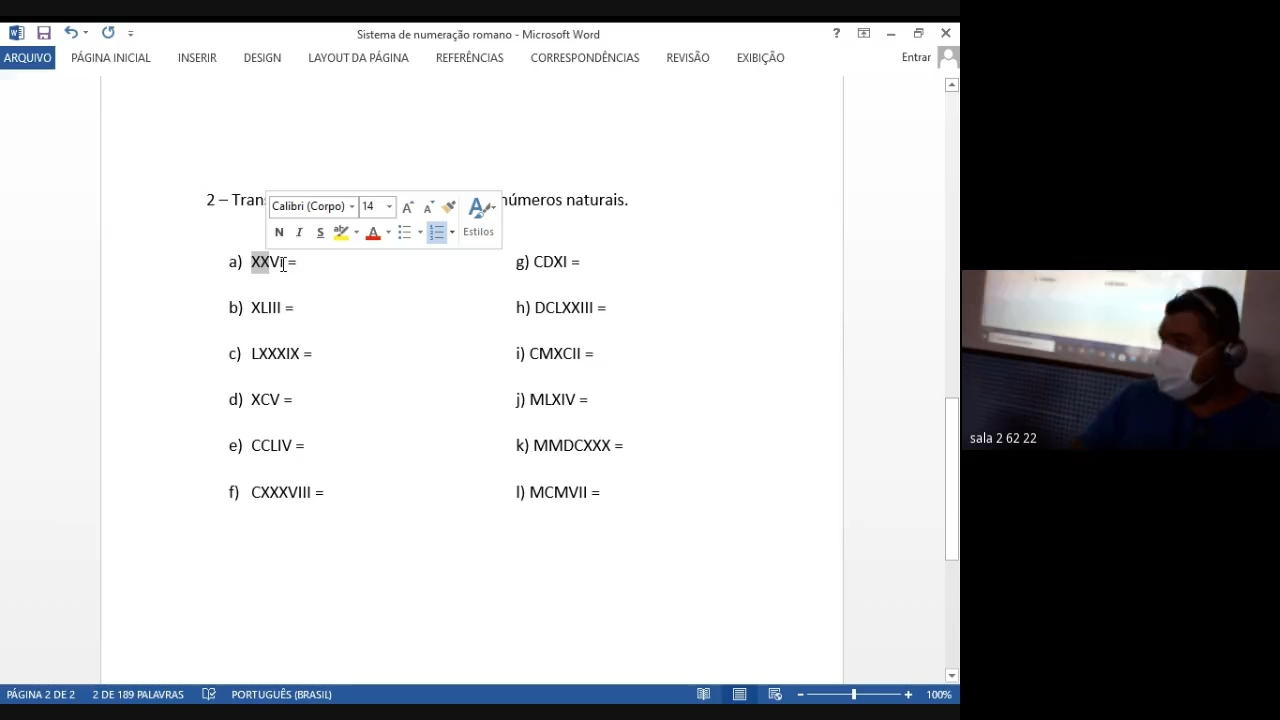 Sistema de numeração romano - Microsoft Word
ARQUIVO PÁGINA INICIAL INSERIR DESIGN LAYOUT DA PÁGINA REFERÊNCIAS CORRESPONDÊNCIAS REVISÃO EXIBIÇÃO Entrar
2 – Tran números naturais.
Calibri (Corpo) 14
N I S Estilos
a) XXVI = g) CDXI =
b) XLIII = h) DCLXXIII =
c) LXXXIX = i) CMXCII =
d) XCV = j) MLXIV =
e) CCLIV = k) MMDCXXX =
f) CXXXVIII = l) MCMVII =
sala 2 62 22
PÁGINA 2 DE 2 2 DE 189 PALAVRAS PORTUGUÊS (BRASIL) 100%